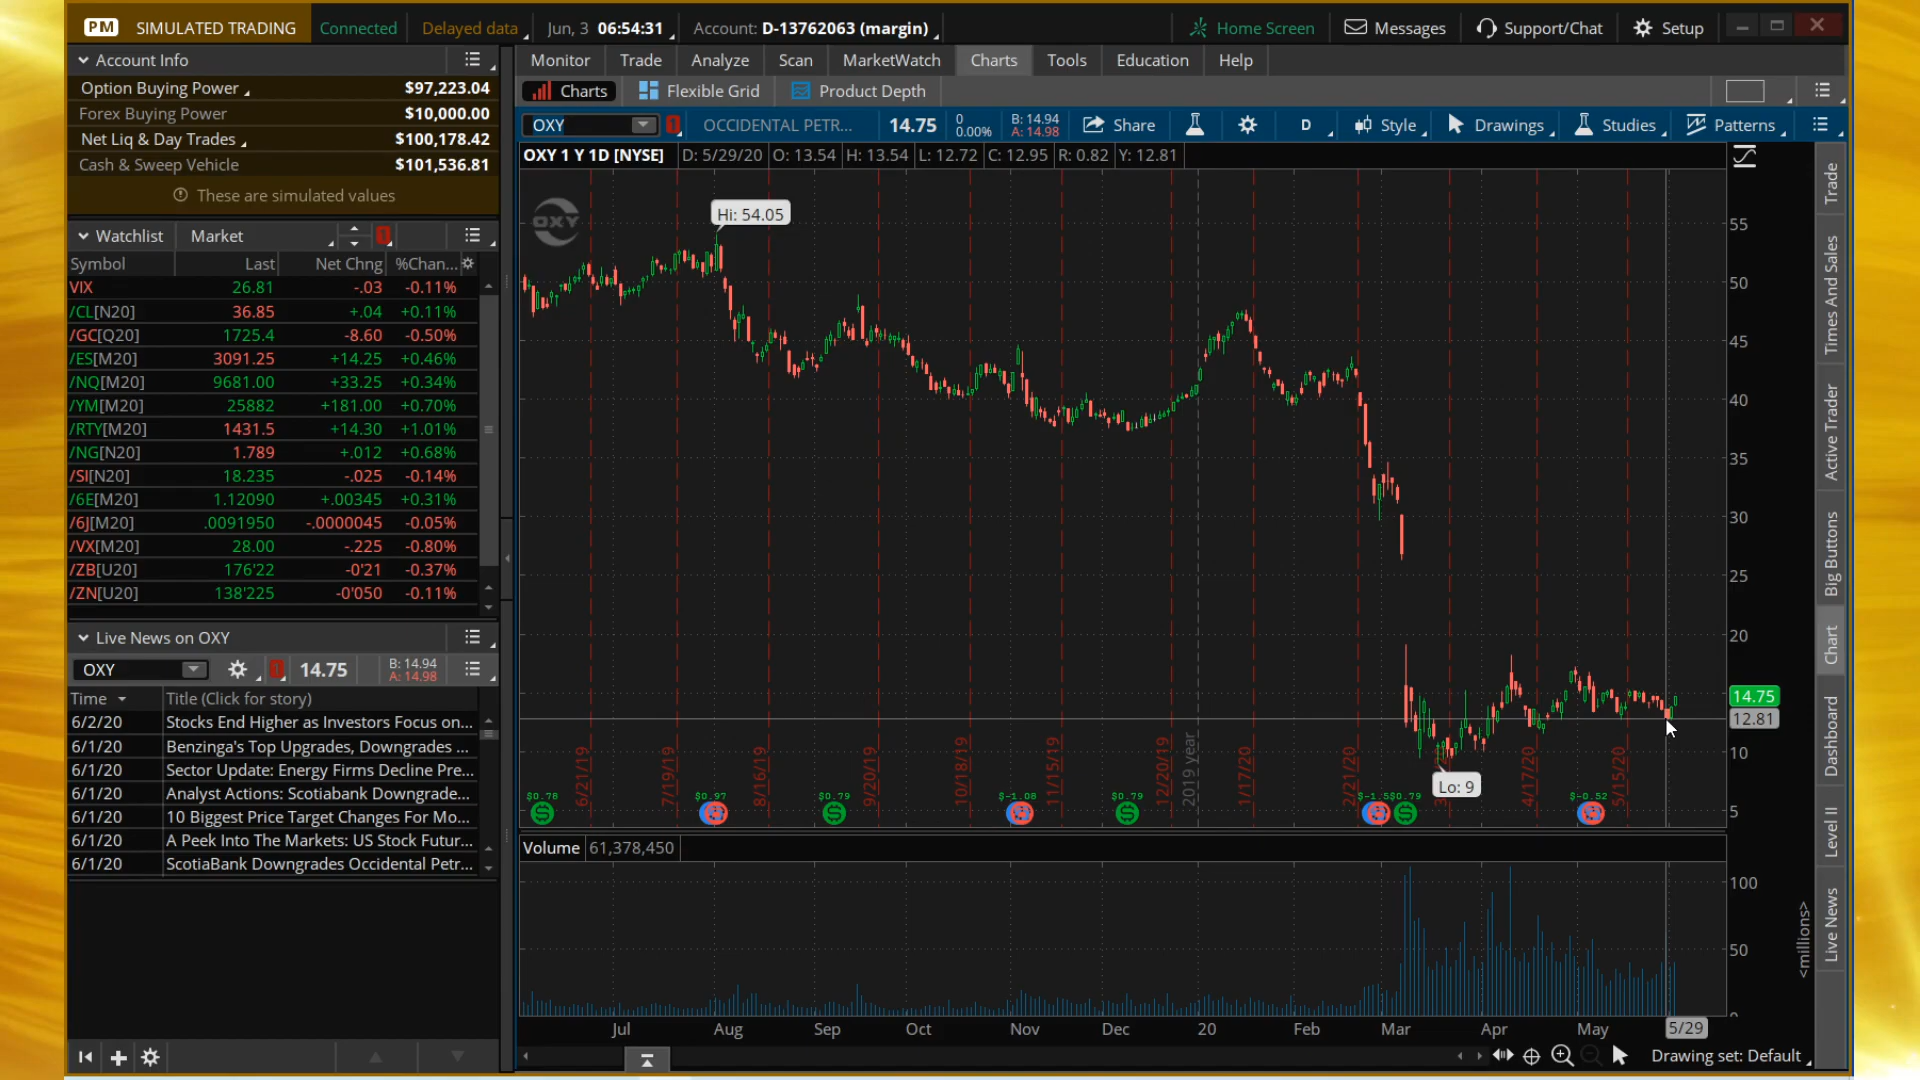 PM SIMULATED TRADING Connected Delayed data Jun, 3 06:54:31 Account: D-13762063 (margin) Home Screen Messages Support/Chat Setup
Account Info
Option Buying Power $97,223.04
Forex Buying Power $10,000.00
Net Liq & Day Trades $100,178.42
Cash & Sweep Vehicle $101,536.81
These are simulated values
Watchlist Market 1
Symbol Last Net Chng %Chan...
VIX 26.81 -.03 -0.11%
/CL[N20] 36.85 +.04 +0.11%
/GC[Q20] 1725.4 -8.60 -0.50%
/ES[M20] 3091.25 +14.25 +0.46%
/NQ[M20] 9681.00 +33.25 +0.34%
/YM[M20] 25882 +181.00 +0.70%
/RTY[M20] 1431.5 +14.30 +1.01%
/NG[N20] 1.789 +.012 +0.68%
/SI[N20] 18.235 -.025 -0.14%
/6E[M20] 1.12090 +.00345 +0.31%
/6J[M20] .0091950 -.0000045 -0.05%
/VX[M20] 28.00 -.225 -0.80%
/ZB[U20] 176'22 -0'21 -0.37%
/ZN[U20] 138'225 -0'050 -0.11%
Live News on OXY
OXY 1 14.75 B: 14.94
A: 14.98
Time Title (Click for story)
6/2/20 Stocks End Higher as Investors Focus on...
6/1/20 Benzinga's Top Upgrades, Downgrades ...
6/1/20 Sector Update: Energy Firms Decline Pre...
6/1/20 Analyst Actions: Scotiabank Downgrade...
6/1/20 10 Biggest Price Target Changes For Mo...
6/1/20 A Peek Into The Markets: US Stock Futur...
6/1/20 ScotiaBank Downgrades Occidental Petr...
Monitor Trade Analyze Scan MarketWatch Charts Tools Education Help
Charts Flexible Grid Product Depth
OXY 1 OCCIDENTAL PETR... 14.75 0 B: 14.94 Share D Style Drawings Studies Patterns
0.00% A: 14.98
OXY 1 Y 1D [NYSE] D: 5/29/20 O: 13.54 H: 13.54 L: 12.72 C: 12.95 R: 0.82 Y: 12.81
OXY
Hi: 54.05
55
50
45
40
35
30
25
20
14.75
12.81
10
5
Lo: 9
6/21/19 7/19/19 8/16/19 9/20/19 10/18/19 11/15/19 12/20/19 2019 year 1/17/20 2/21/20 4/17/20 5/15/20
$0.78 $0.97 $0.79 $-1.08 $0.79 $0.79 $-0.52
Volume 61,378,450
100
50
<millions>
Jul Aug Sep Oct Nov Dec 20 Feb Mar Apr May 5/29
Drawing set: Default
Trade
Times And Sales
Active Trader
Big Buttons
Chart
Dashboard
Level II
Live News